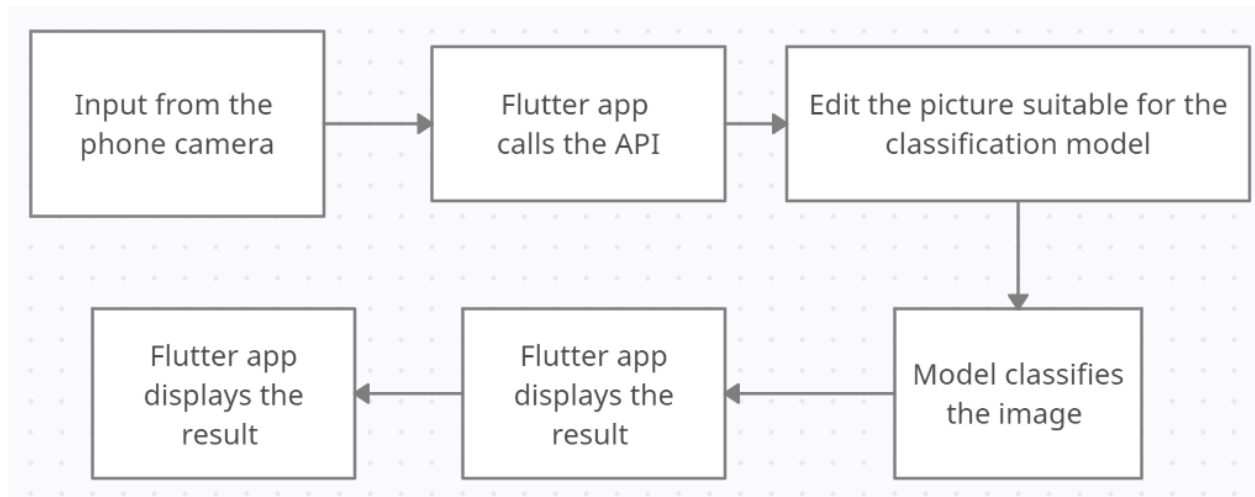 Input from the
phone camera
Flutter app
calls the API
Edit the picture suitable for the
classification model
Model classifies
the image
Flutter app
displays the
result
Flutter app
displays the
result